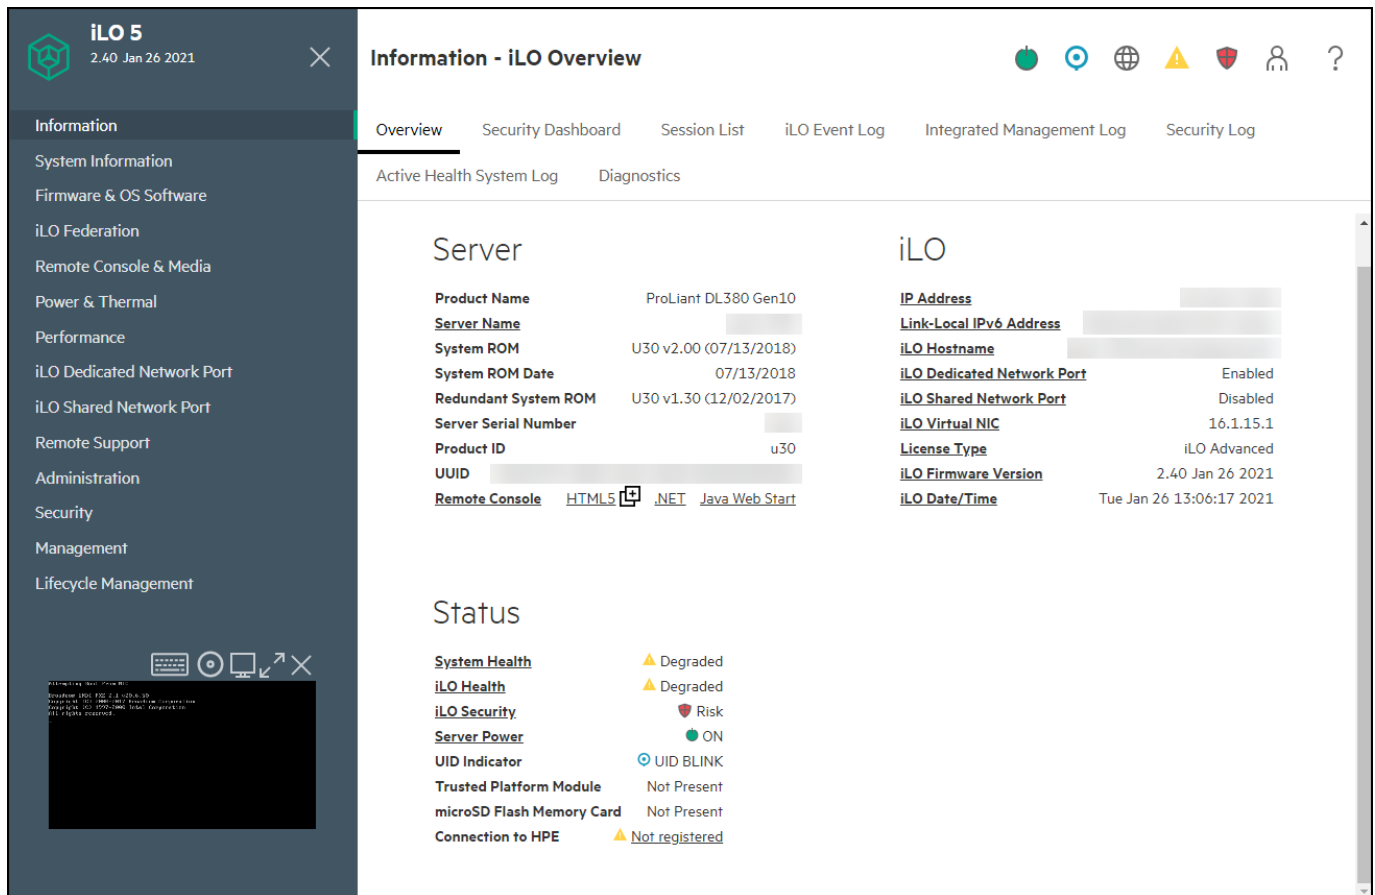 iLO 5
2.40 Jan 26 2021
Information - iLO Overview
Information
System Information
Firmware & OS Software
iLO Federation
Remote Console & Media
Power & Thermal
Performance
iLO Dedicated Network Port
iLO Shared Network Port
Remote Support
Administration
Security
Management
Lifecycle Management
Attempting Boot From NIC
All rights reserved.
Overview Security Dashboard Session List iLO Event Log Integrated Management Log Security Log
Active Health System Log Diagnostics
Server
Product Name ProLiant DL380 Gen10
Server Name
System ROM U30 v2.00 (07/13/2018)
System ROM Date 07/13/2018
Redundant System ROM U30 v1.30 (12/02/2017)
Server Serial Number
Product ID u30
UUID
Remote Console HTML5 .NET Java Web Start
iLO
IP Address
Link-Local IPv6 Address
iLO Hostname
iLO Dedicated Network Port Enabled
iLO Shared Network Port Disabled
iLO Virtual NIC 16.1.15.1
License Type iLO Advanced
iLO Firmware Version 2.40 Jan 26 2021
iLO Date/Time Tue Jan 26 13:06:17 2021
Status
System Health Degraded
iLO Health Degraded
iLO Security Risk
Server Power ON
UID Indicator UID BLINK
Trusted Platform Module Not Present
microSD Flash Memory Card Not Present
Connection to HPE Not registered